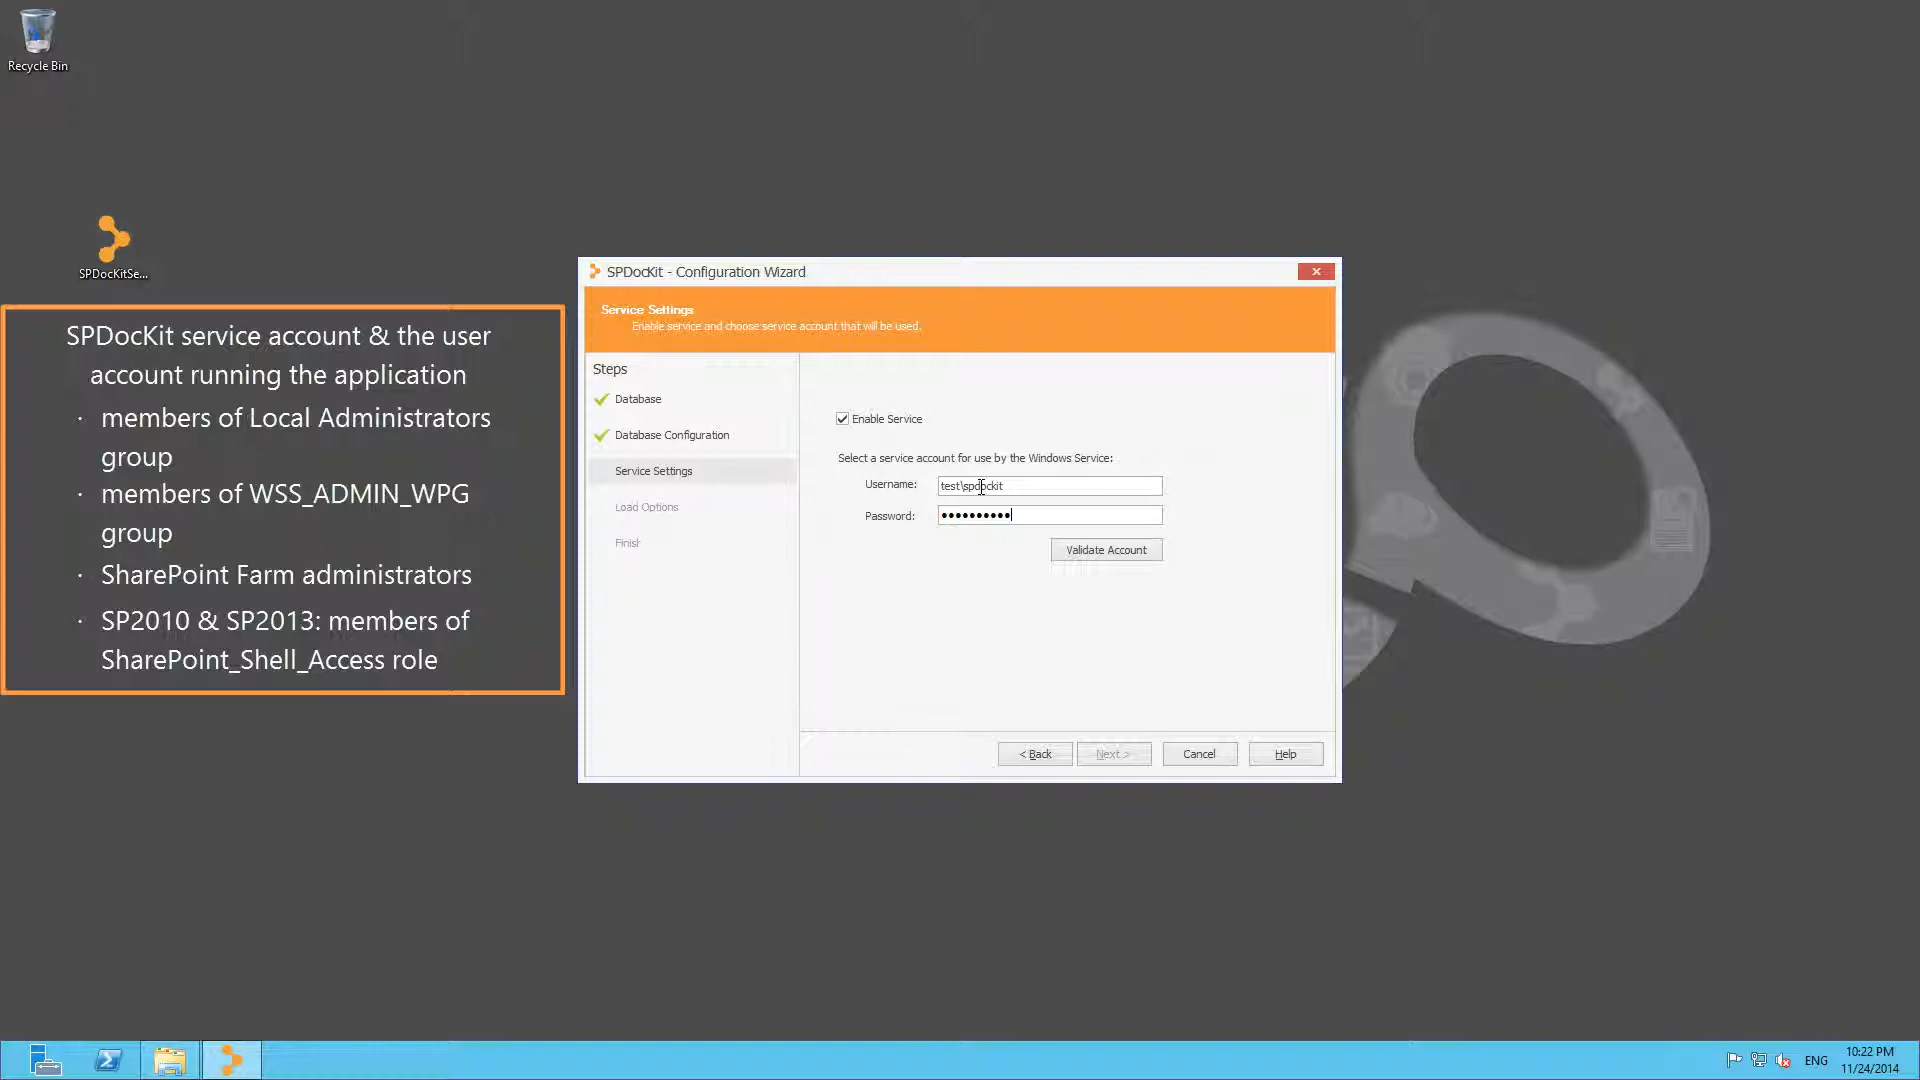 Recycle Bin
SPDocKitSe...
SPDocKit service account & the user
account running the application
· members of Local Administrators
group
· members of WSS_ADMIN_WPG
group
· SharePoint Farm administrators
· SP2010 & SP2013: members of
SharePoint_Shell_Access role
SPDocKit - Configuration Wizard
Service Settings
Enable service and choose service account that will be used.
Steps
Database
Database Configuration
Service Settings
Load Options
Finish
Enable Service
Select a service account for use by the Windows Service:
Username: test\spdockit
Password: ••••••••••
Validate Account
< Back
Next >
Cancel
Help
ENG
10:22 PM
11/24/2014